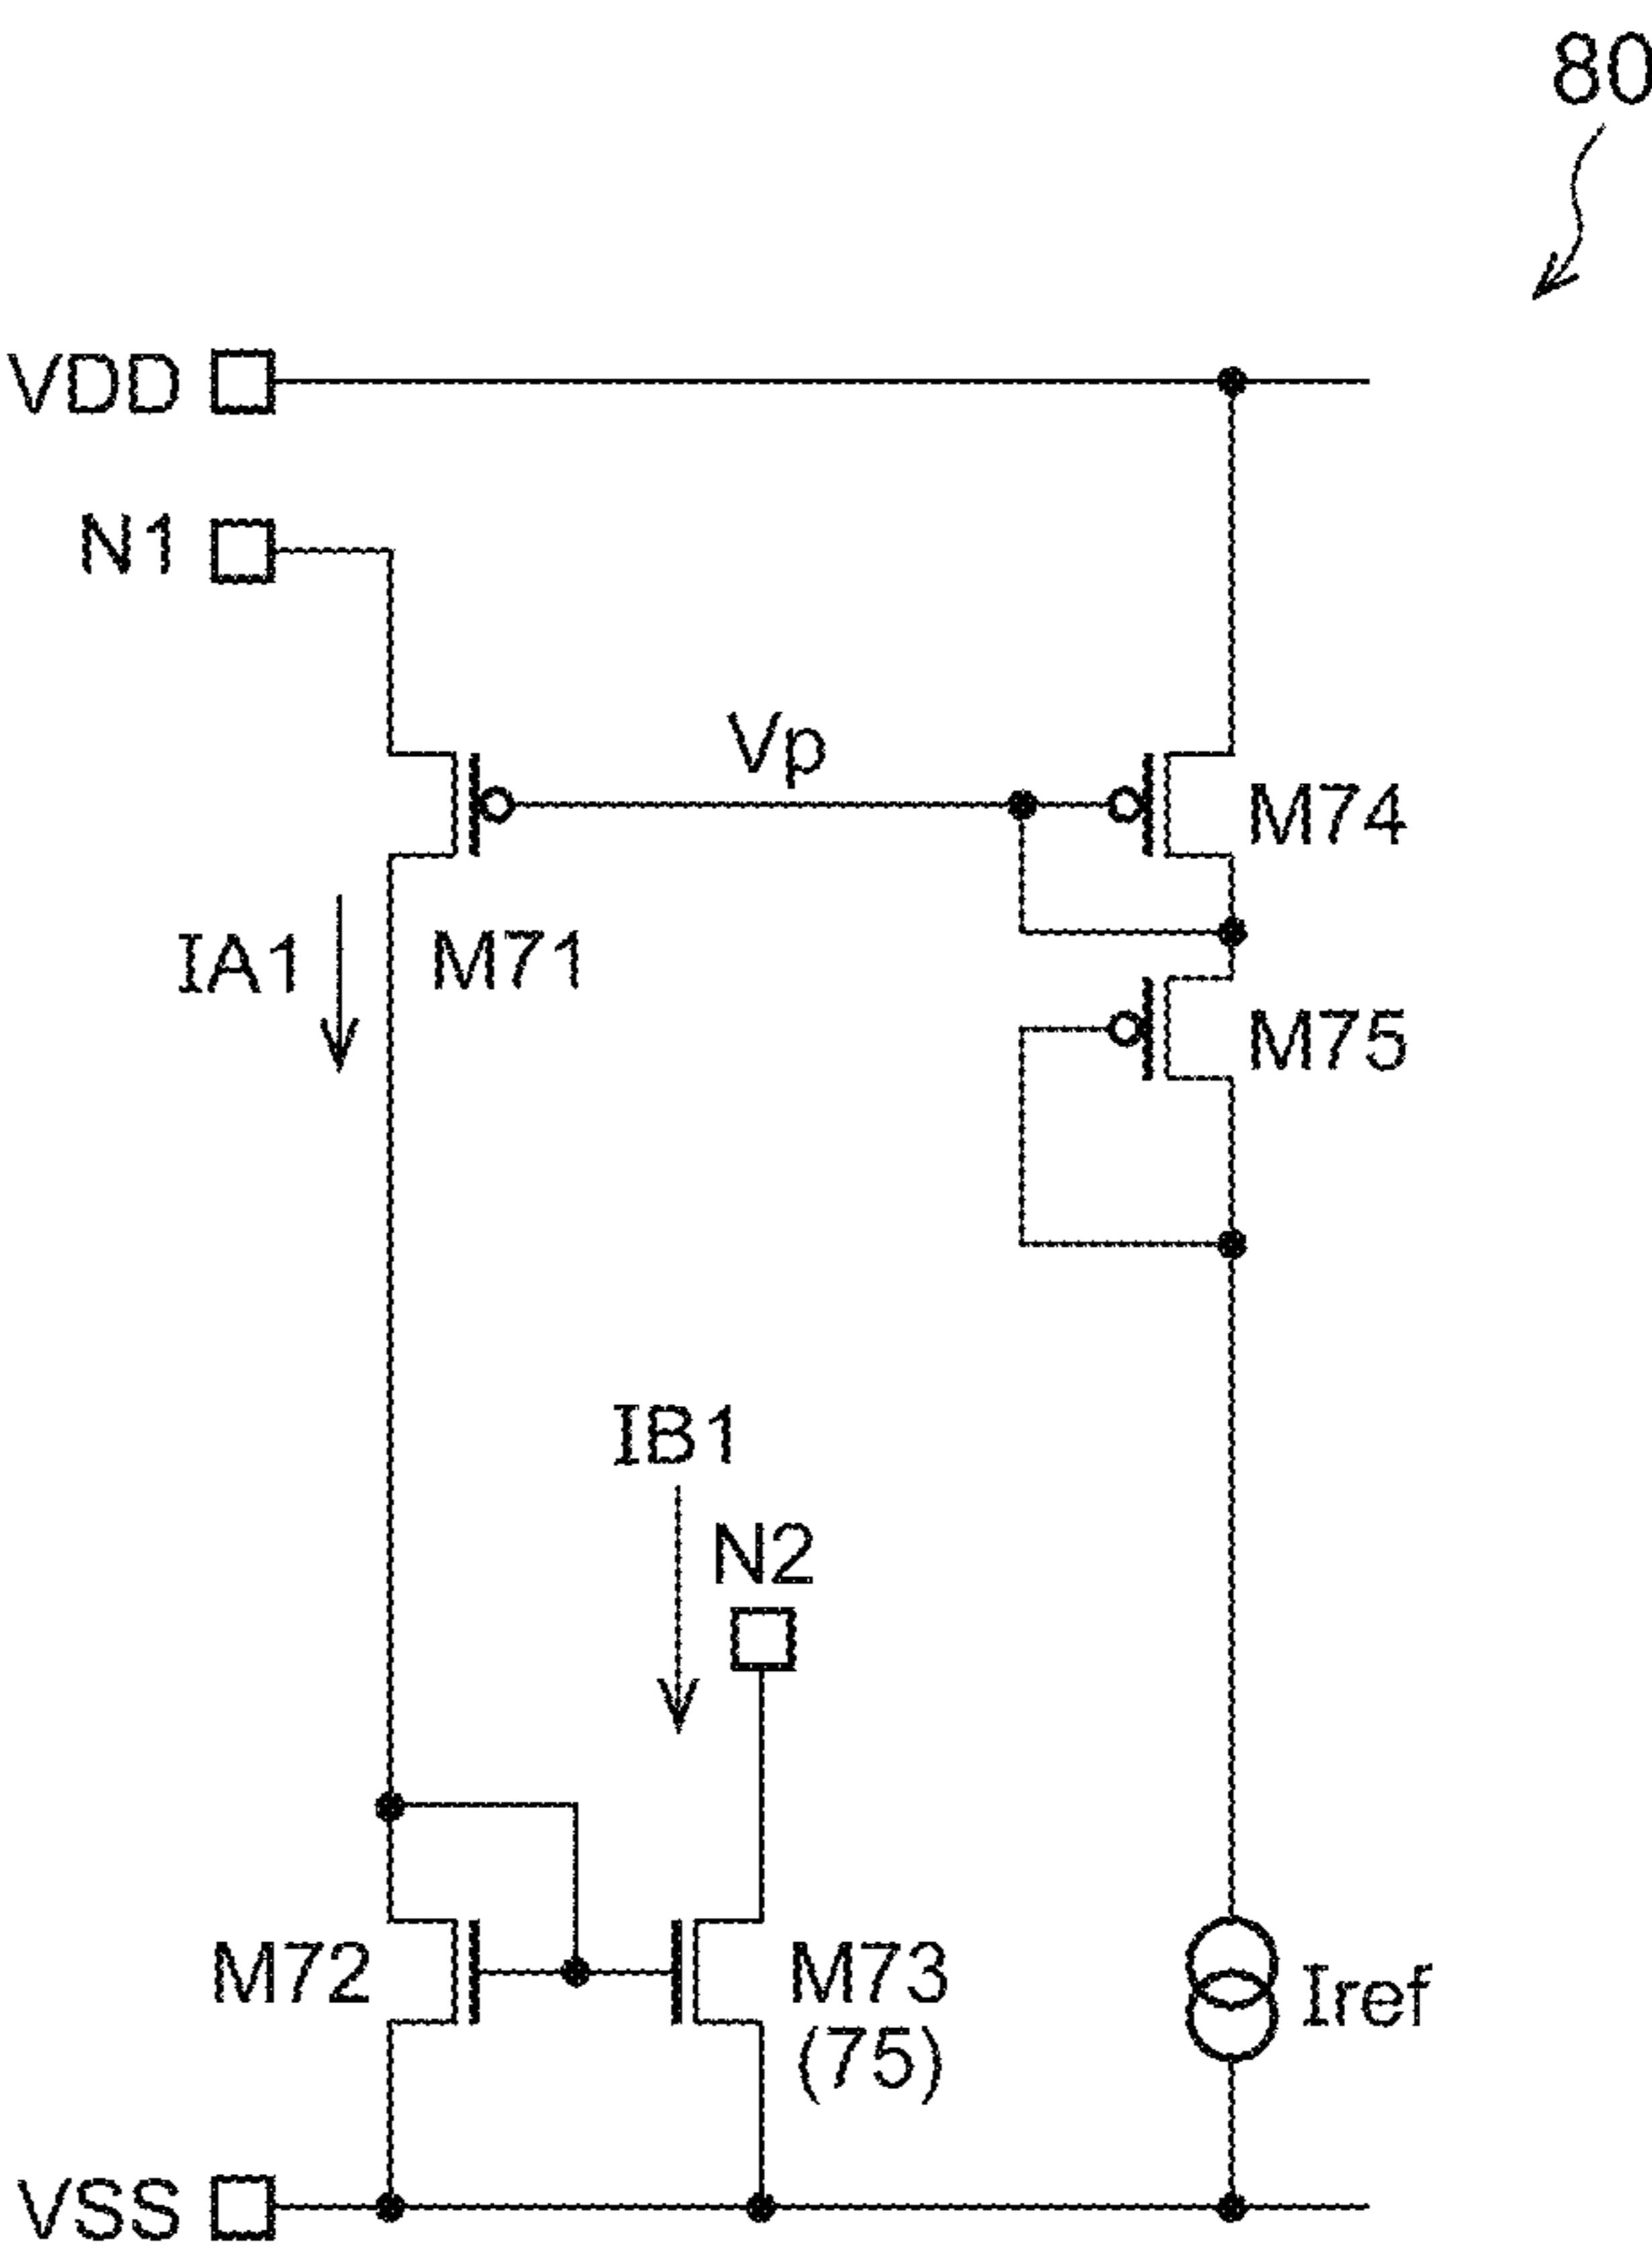 80
VDD
N1
Vp
M74
IA1
M71
M75
IB1
N2
M72
M73
(75)
Iref
VSS